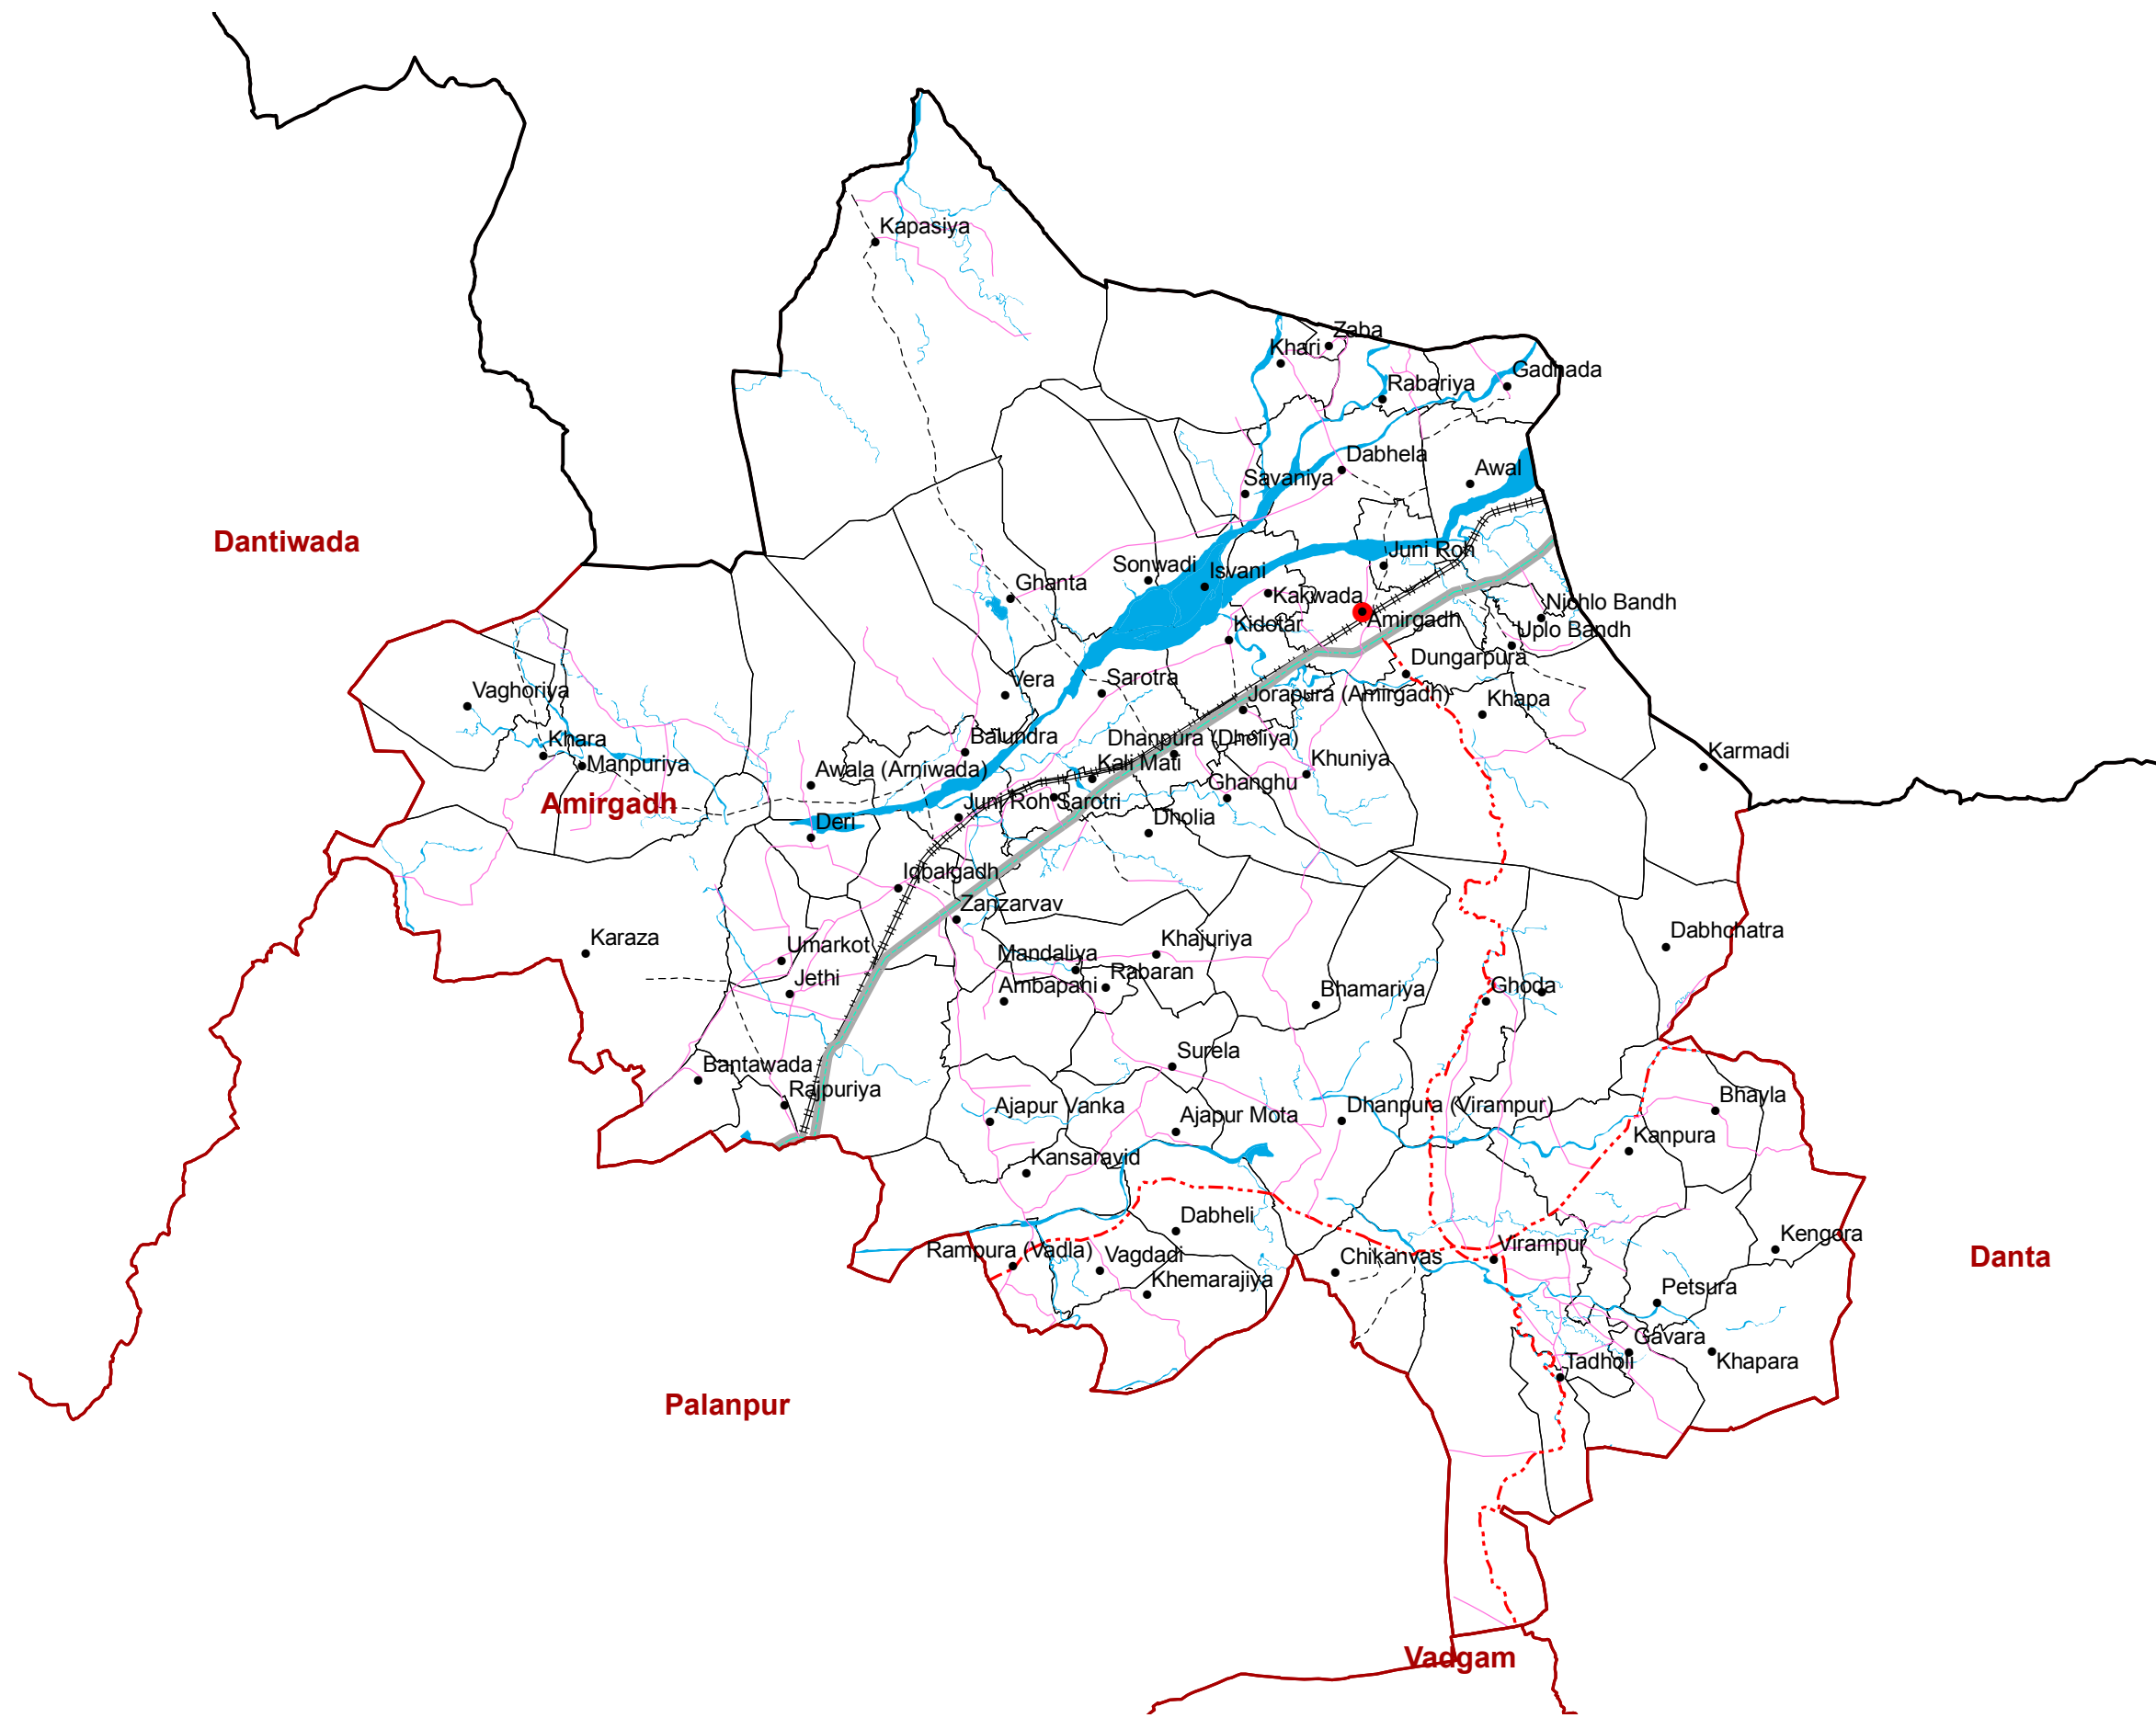 Kapasiya
Zaba
Khari
Gadhada
Rabariya
Dabhela
Awal
Savaniya
Dantiwada
Juni Roh
Sonwadi
Isvani
Ghanta
Kakwada
Nichlo Bandh
Amirgadh
Kidotar
Uplo Bandh
Dungarpura
Vera
Sarotra
Vaghoriya
Jorapura (Amirgadh)
Khapa
Khara
Balundra
Dhanpura (Dholiya)
Karmadi
Manpuriya
Awala (Arniwada)
Kali Mati
Khuniya
Amirgadh
Juni Roh
Sarotri
Ghanghu
Deri
Dholia
Iqbalgadh
Zanzarvav
Karaza
Umarkot
Khajuriya
Dabhchatra
Mandaliya
Jethi
Ambapani
Rabaran
Bhamariya
Ghoda
Surela
Bantawada
Rajpuriya
Ajapur Vanka
Ajapur Mota
Dhanpura (Virampur)
Bhayla
Kanpura
Kansaravid
Dabheli
Kengora
Rampura (Vadla)
Vagdadi
Chikanvas
Virampur
Danta
Khemarajiya
Petsura
Gavara
Tadholi
Khapara
Palanpur
Vadgam